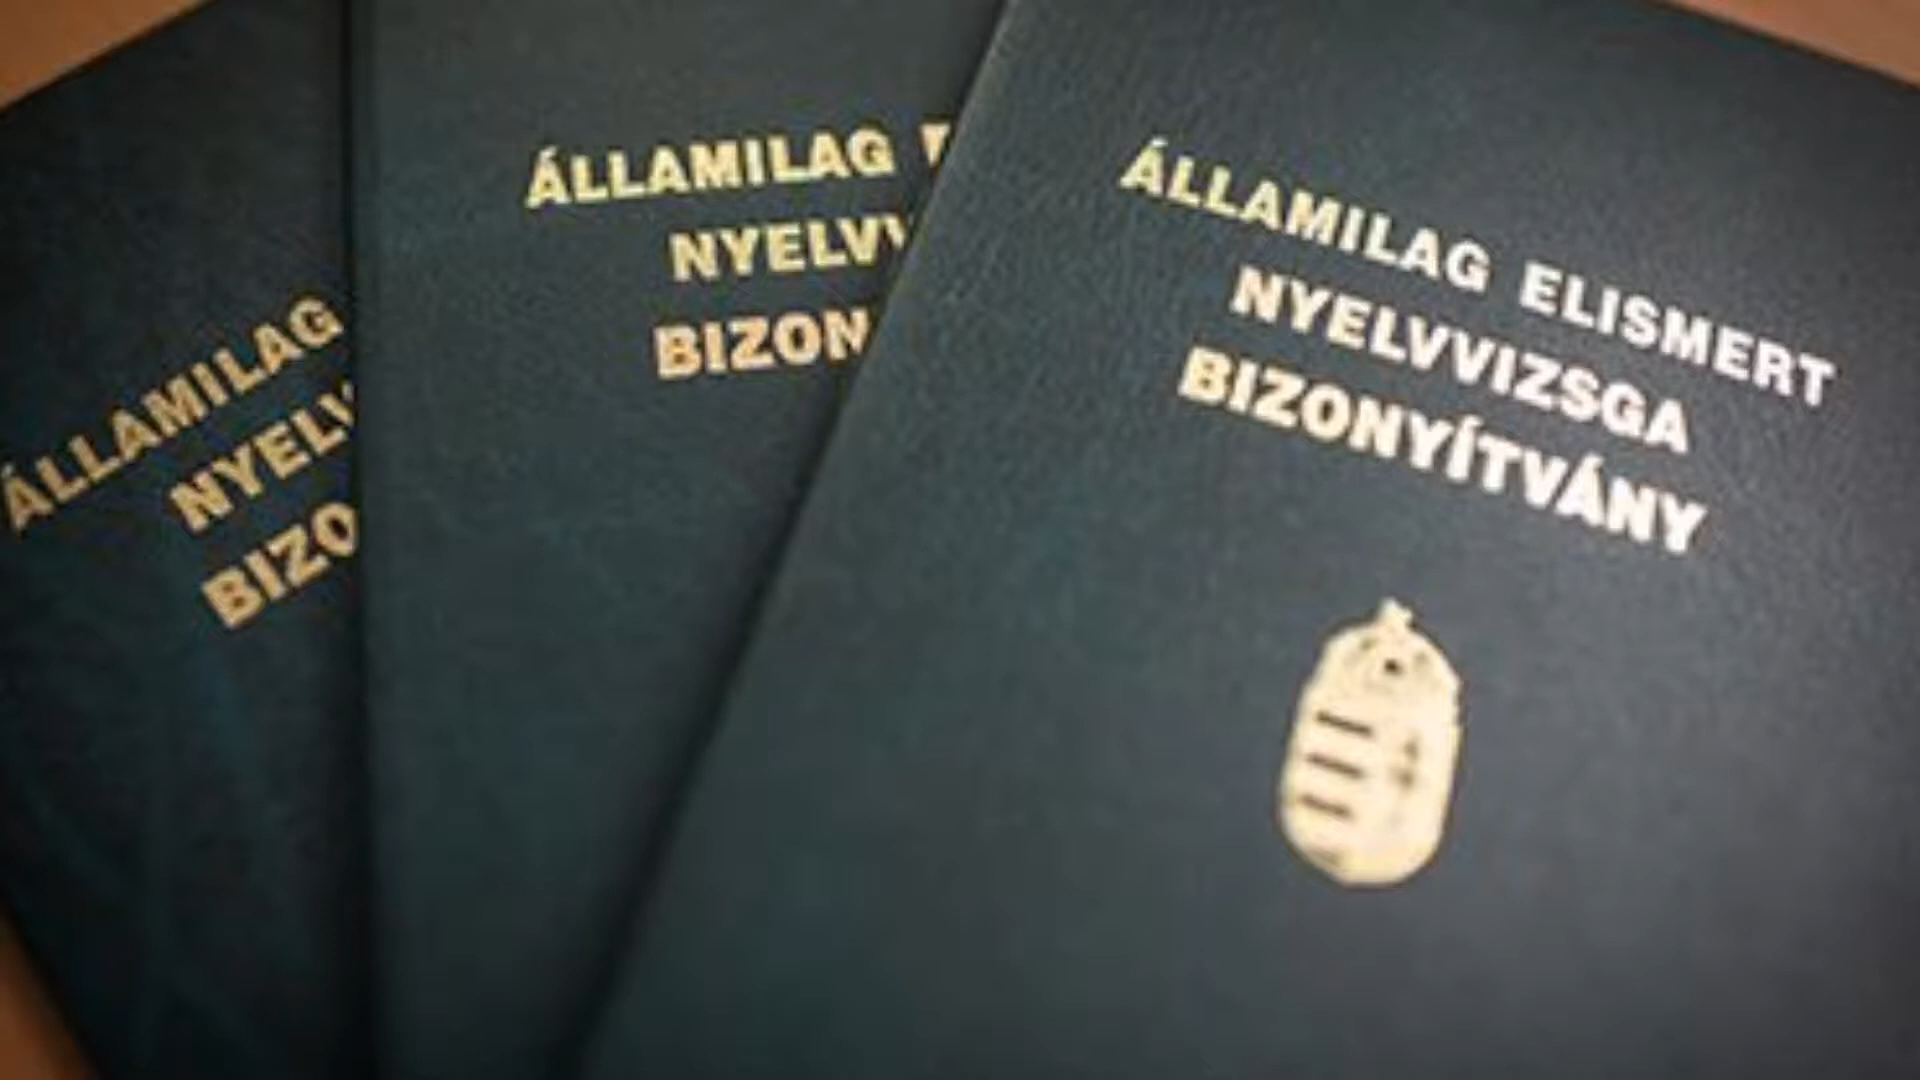 ÁLLAMILAG
NYELV
BIZO
ÁLLAMILAG
NYELVV
BIZON
ÁLLAMILAG ELISMERT
NYELVVIZSGA
BIZONYÍTVÁNY